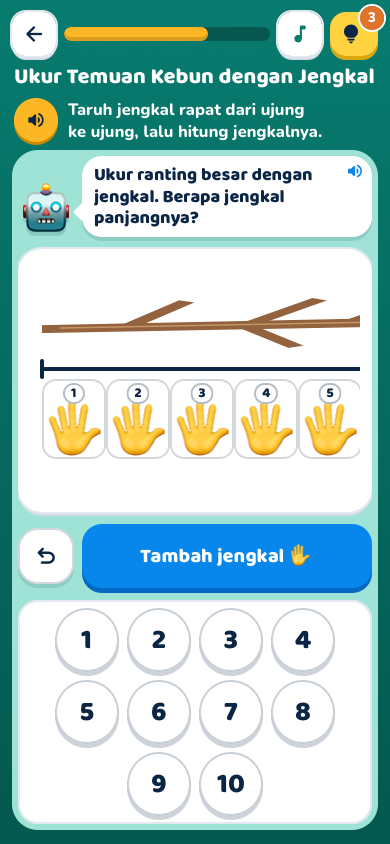 3
Ukur Temuan Kebun dengan Jengkal
Taruh jengkal rapat dari ujung
ke ujung, lalu hitung jengkalnya.
Ukur ranting besar dengan
jengkal. Berapa jengkal
panjangnya?
1 2 3 4 5
Tambah jengkal
1 2 3 4
5 6 7 8
9 10